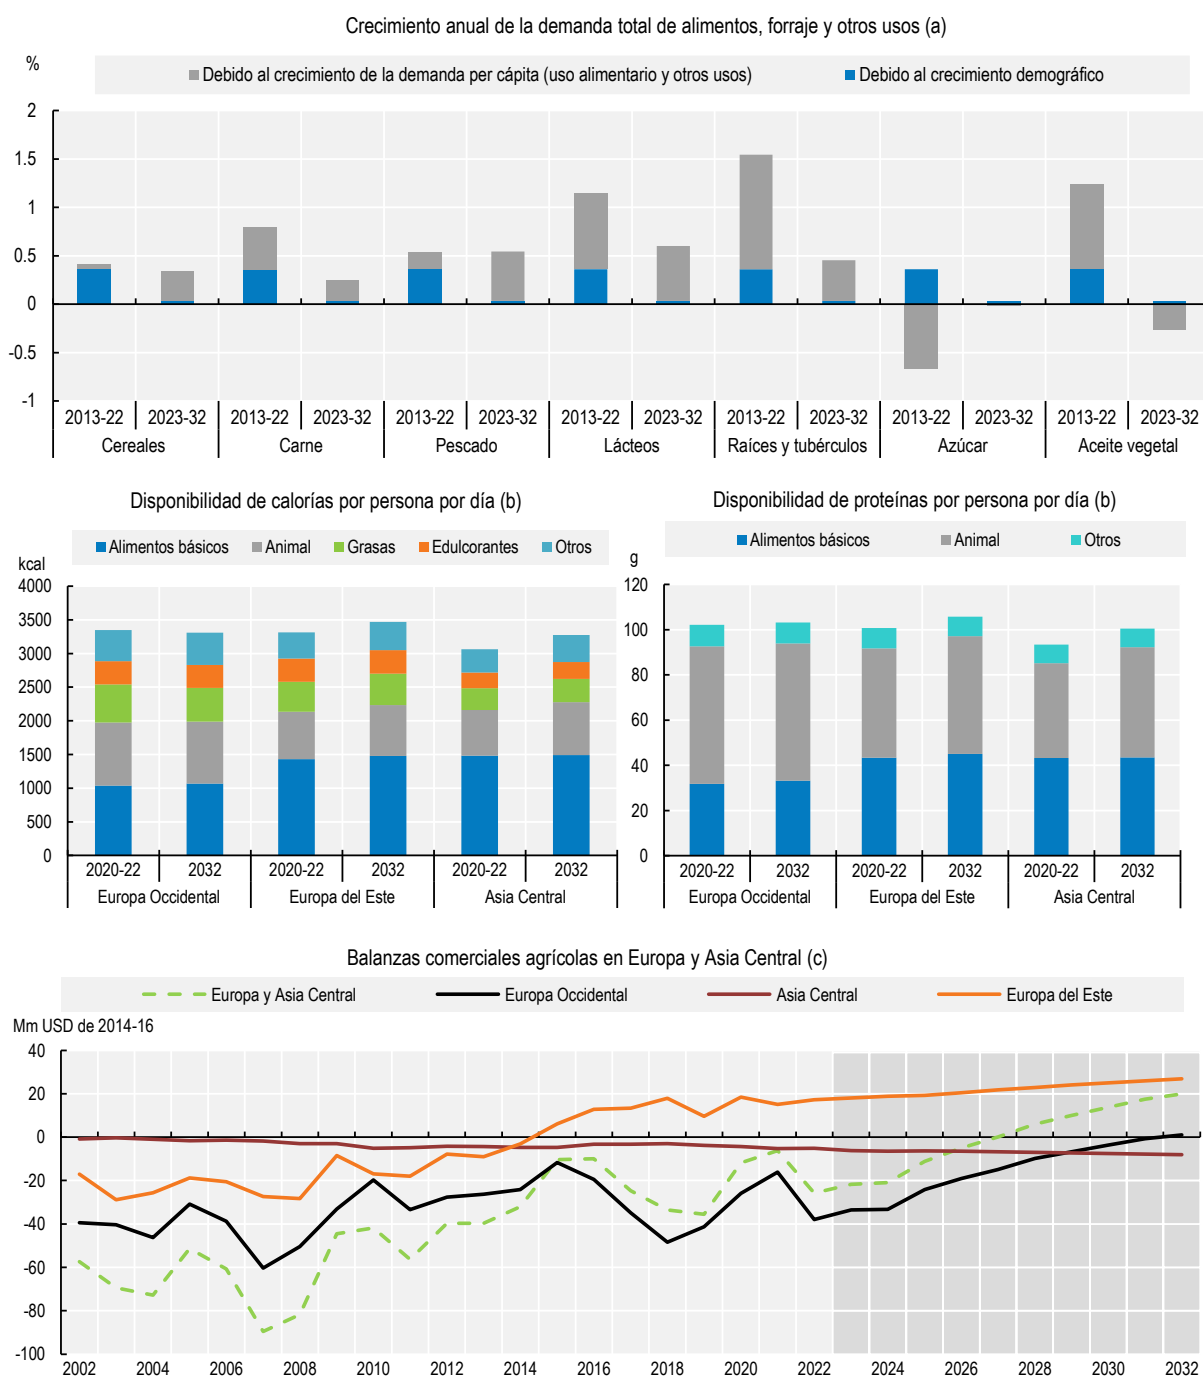 Crecimiento anual de la demanda total de alimentos, forraje y otros usos (a)
%
Debido al crecimiento de la demanda per cápita (uso alimentario y otros usos) Debido al crecimiento demográfico
2
1.5
1
0.5
0
-0.5
-1
2013-22 2023-32 2013-22 2023-32 2013-22 2023-32 2013-22 2023-32 2013-22 2023-32 2013-22 2023-32 2013-22 2023-32
Cereales Carne Pescado Lácteos Raíces y tubérculos Azúcar Aceite vegetal
Disponibilidad de calorías por persona por día (b)
Alimentos básicos Animal Grasas Edulcorantes Otros
kcal
4000
3500
3000
2500
2000
1500
1000
500
0
2020-22 2032 2020-22 2032 2020-22 2032
Europa Occidental Europa del Este Asia Central
Disponibilidad de proteínas por persona por día (b)
Alimentos básicos Animal Otros
g
120
100
80
60
40
20
0
2020-22 2032 2020-22 2032 2020-22 2032
Europa Occidental Europa del Este Asia Central
Balanzas comerciales agrícolas en Europa y Asia Central (c)
Europa y Asia Central Europa Occidental Asia Central Europa del Este
Mm USD de 2014-16
40
20
0
-20
-40
-60
-80
-100
2002 2004 2006 2008 2010 2012 2014 2016 2018 2020 2022 2024 2026 2028 2030 2032